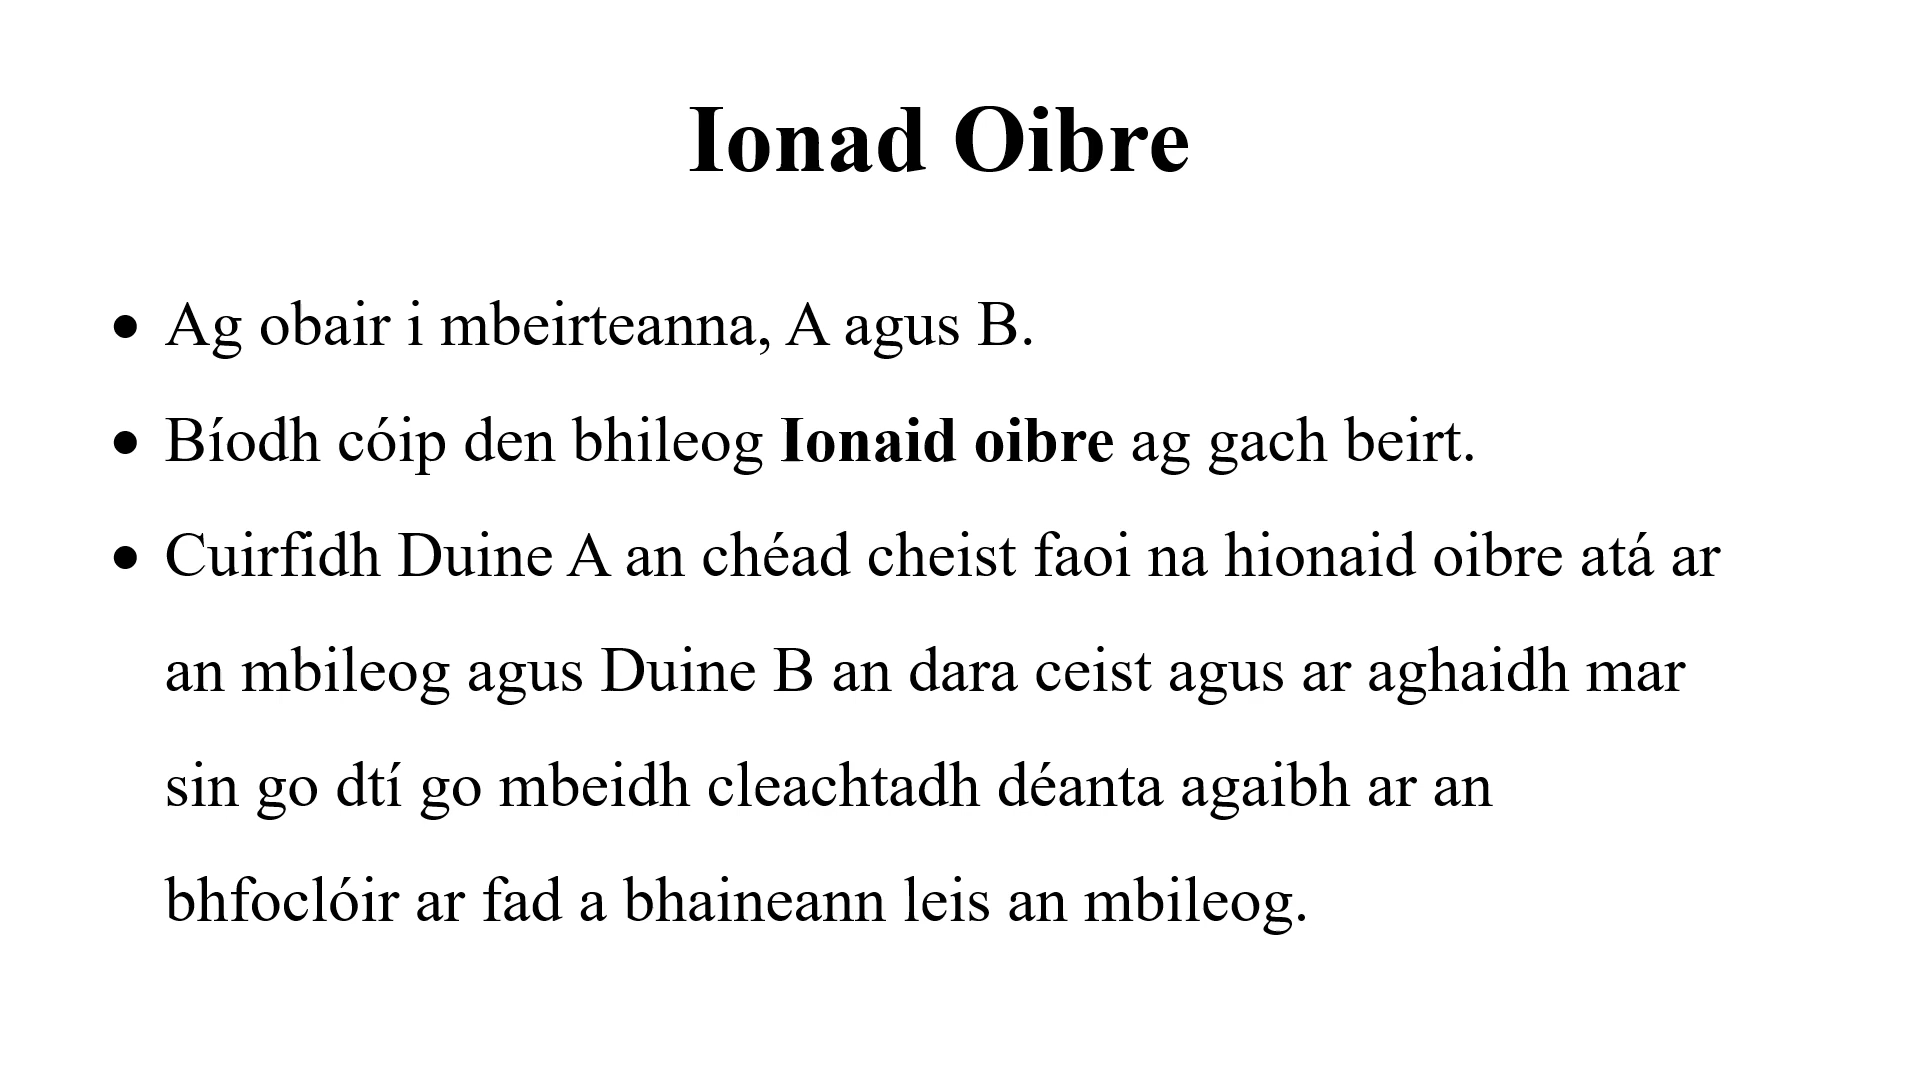 Ionad Oibre
• Ag obair i mbeirteanna, A agus B.
• Bíodh cóip den bhileog Ionaid oibre ag gach beirt.
• Cuirfidh Duine A an chéad cheist faoi na hionaid oibre atá ar
an mbileog agus Duine B an dara ceist agus ar aghaidh mar
sin go dtí go mbeidh cleachtadh déanta agaibh ar an
bhfoclóir ar fad a bhaineann leis an mbileog.